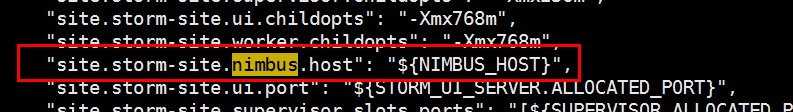 "site.storm-site.ui.childopts": "-Xmx768m",
"site.storm-site.worker.childopts": "-Xmx768m",
"site.storm-site.nimbus.host": "${NIMBUS_HOST}",
"site.storm-site.ui.port": "${STORM_UI_SERVER.ALLOCATED_PORT}",
"site.storm-site.supervisor.slots.ports": "[${SUPERVISOR.ALLOCATED_PORT}